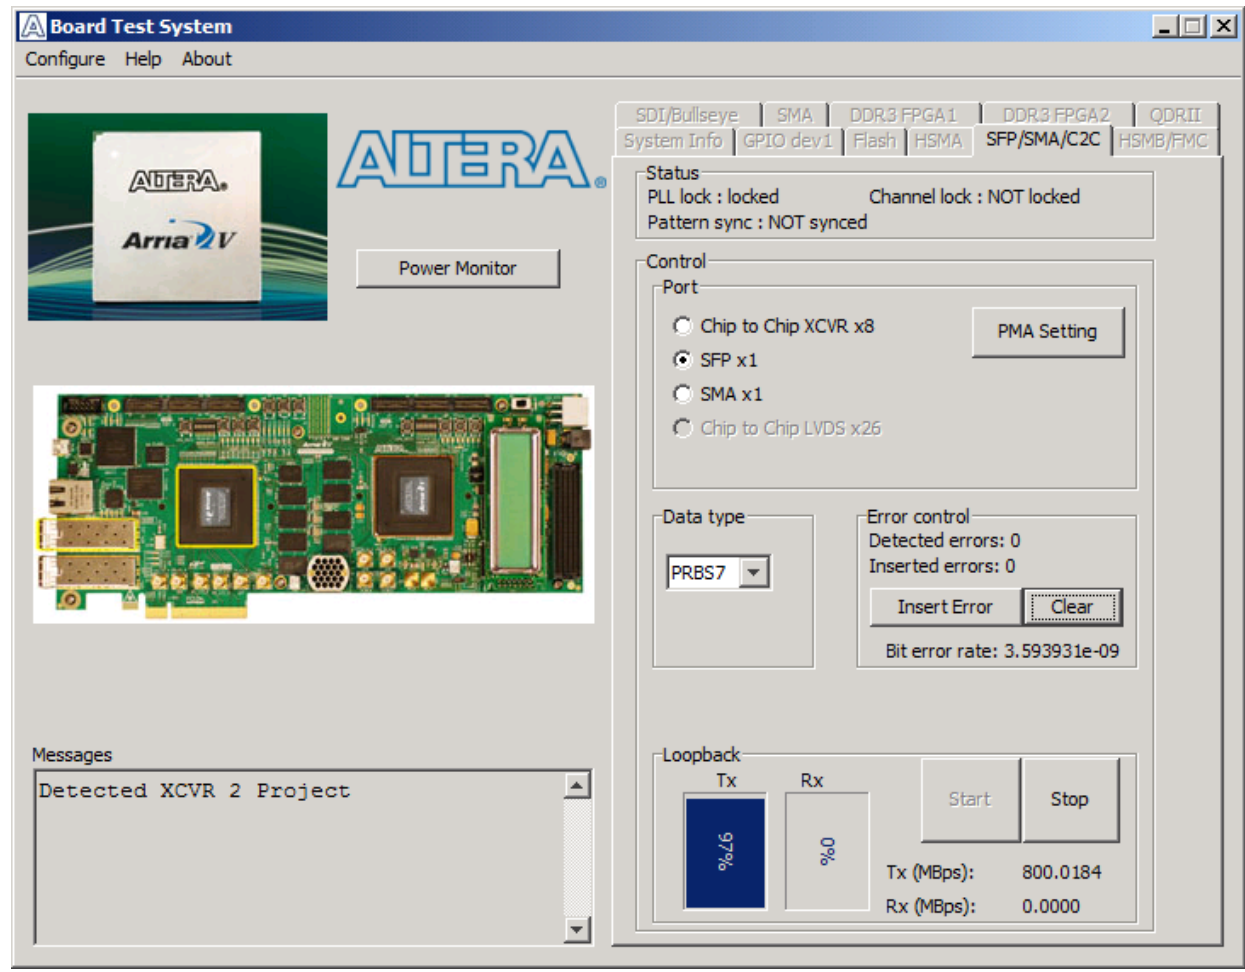 Board Test System
Configure Help About
SDI/Bullseye SMA DDR3 FPGA1 DDR3 FPGA2 QDRII
System Info GPIO dev1 Flash HSMA SFP/SMA/C2C HSMB/FMC
ALTERA®
Arria V
ALTERA®
Power Monitor
Status
PLL lock : locked Channel lock : NOT locked
Pattern sync : NOT synced
Control
Port
Chip to Chip XCVR x8
SFP x1
SMA x1
Chip to Chip LVDS x26
PMA Setting
Data type
PRBS7
Error control
Detected errors: 0
Inserted errors: 0
Insert Error Clear
Bit error rate: 3.593931e-09
Messages
Detected XCVR 2 Project
Loopback
Tx Rx
97% 0%
Start Stop
Tx (MBps): 800.0184
Rx (MBps): 0.0000